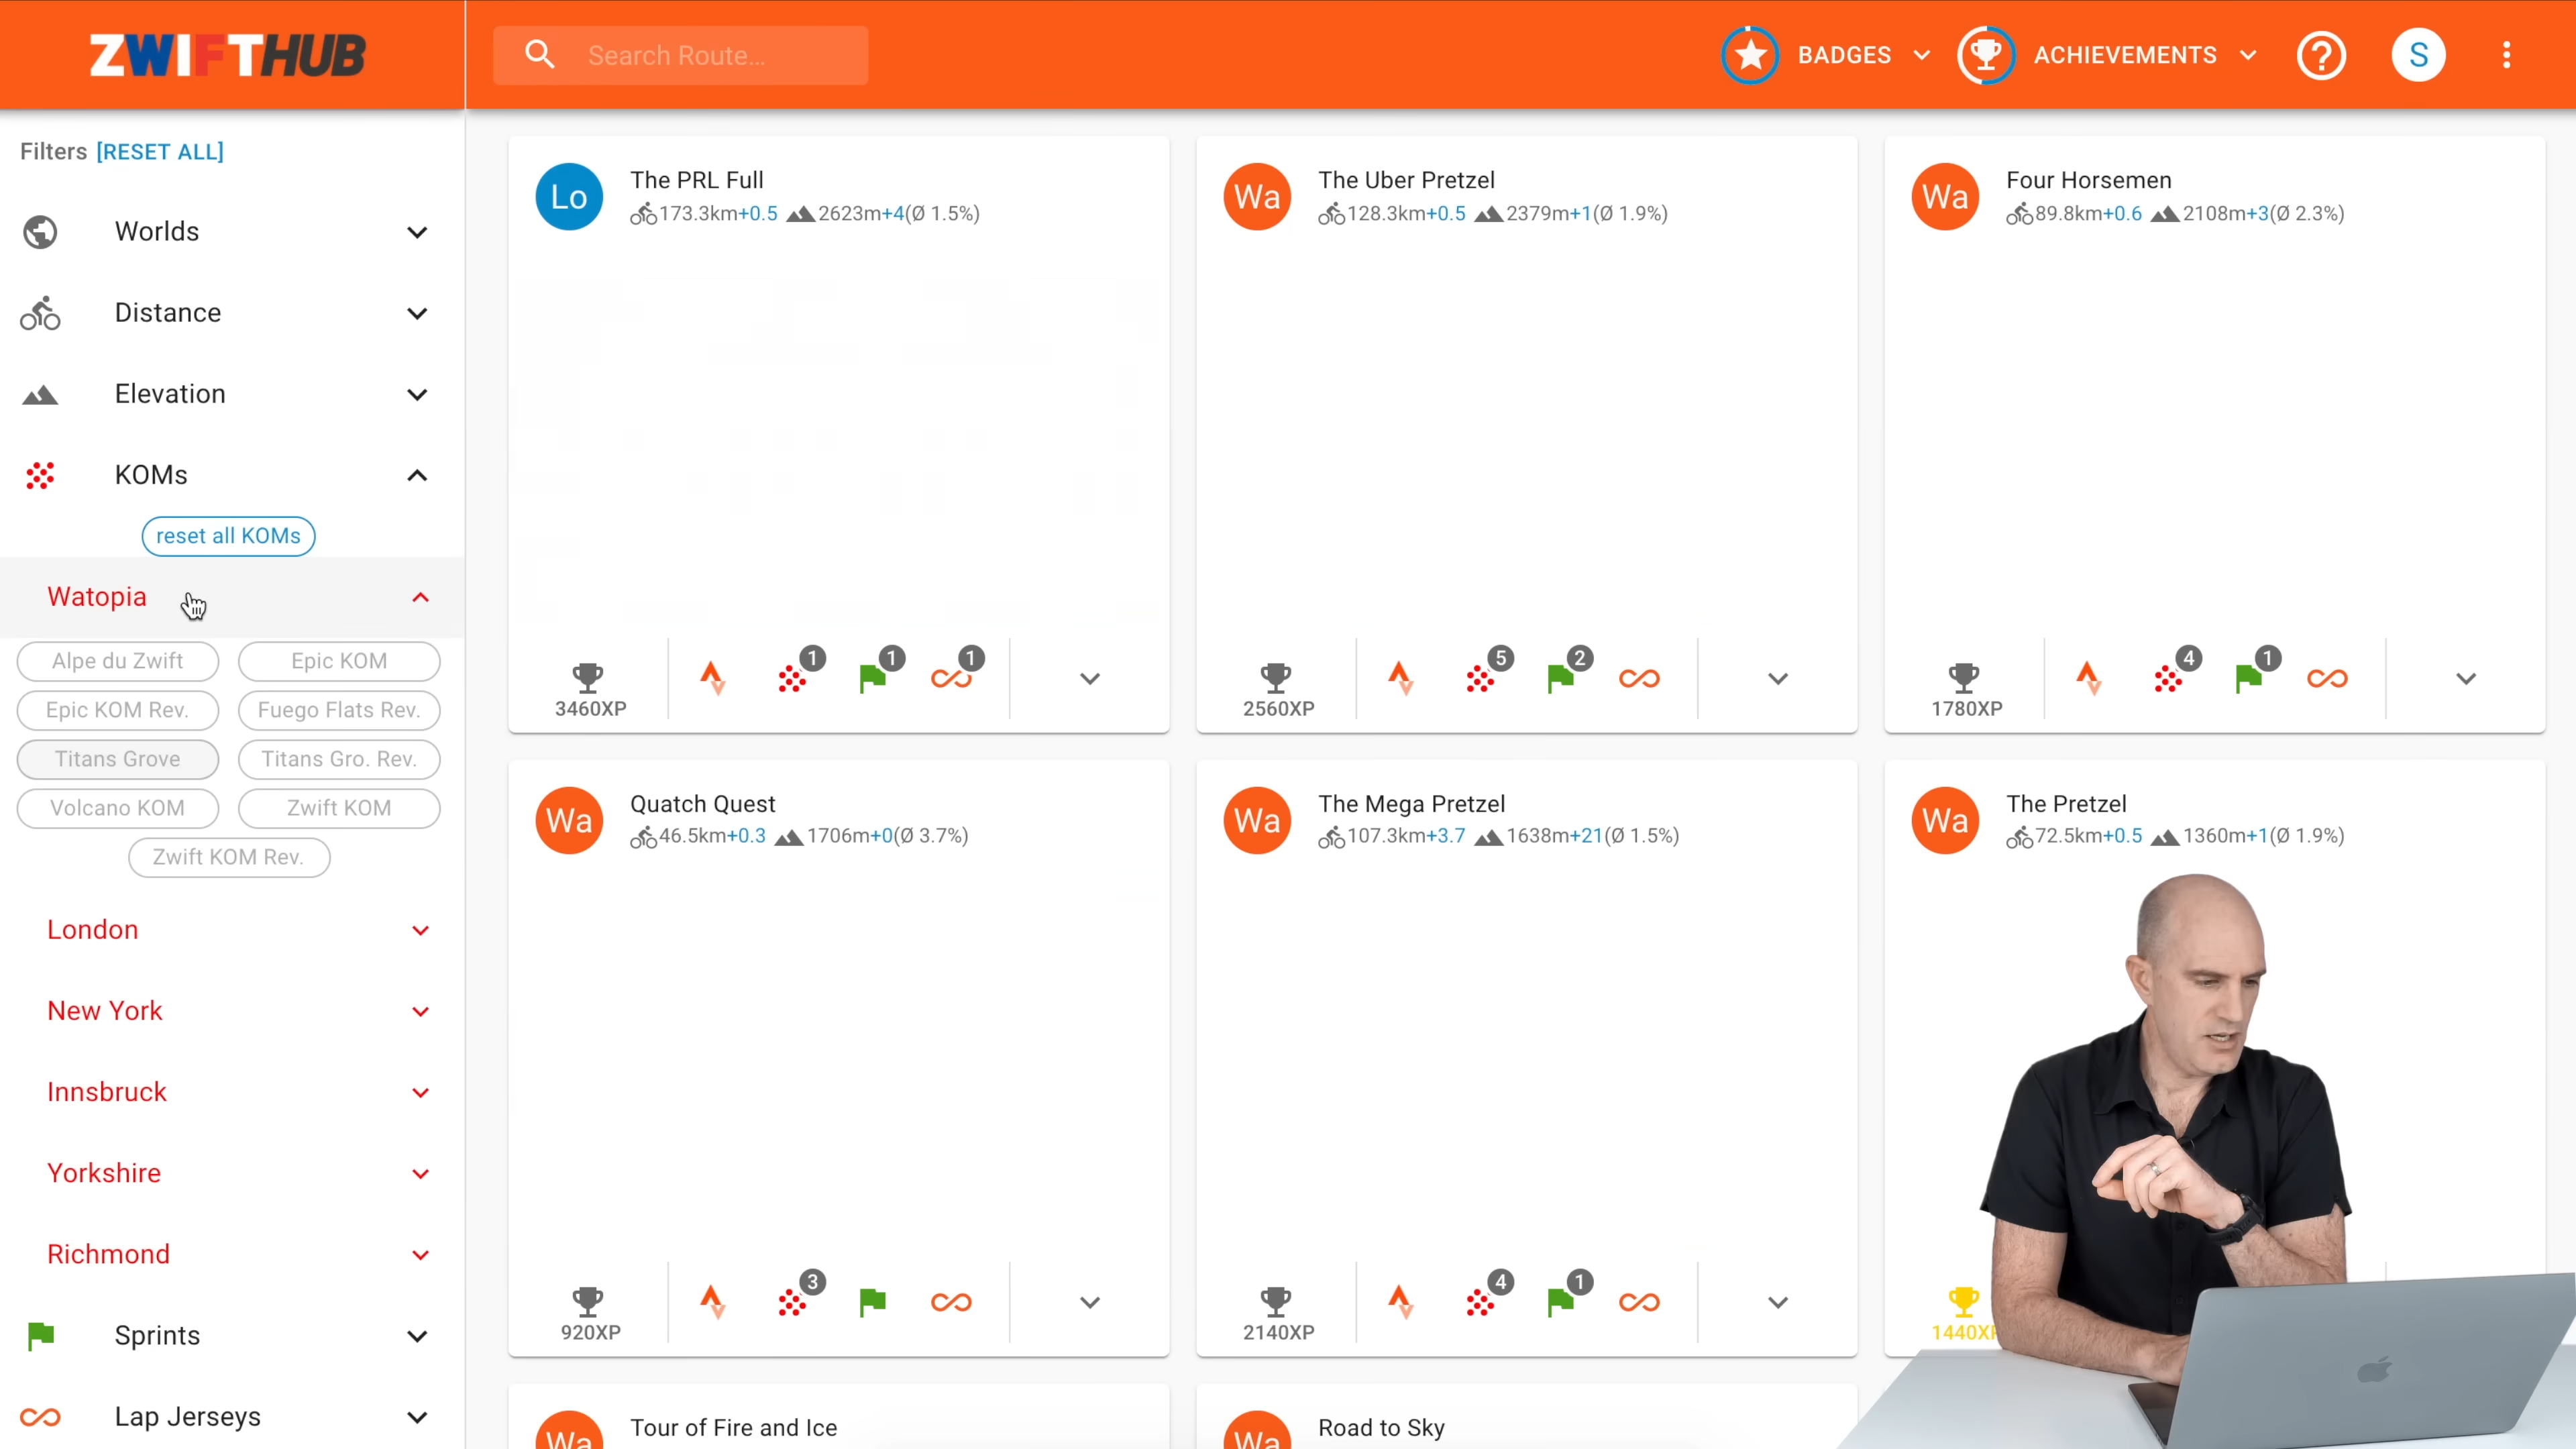 ZWIFTHUB
Search Route...
BADGES
ACHIEVEMENTS
?
S
Filters [RESET ALL]
Worlds
Distance
Elevation
KOMs
reset all KOMs
Watopia
Alpe du Zwift
Epic KOM
Epic KOM Rev.
Fuego Flats Rev.
Titans Grove
Titans Gro. Rev.
Volcano KOM
Zwift KOM
Zwift KOM Rev.
London
New York
Innsbruck
Yorkshire
Richmond
Sprints
Lap Jerseys
Lo
The PRL Full
173.3km+0.5 2623m+4(Ø 1.5%)
3460XP
1
1
1
Wa
The Uber Pretzel
128.3km+0.5 2379m+1(Ø 1.9%)
2560XP
5
2
Wa
Four Horsemen
89.8km+0.6 2108m+3(Ø 2.3%)
1780XP
4
1
Wa
Quatch Quest
46.5km+0.3 1706m+0(Ø 3.7%)
920XP
3
Wa
The Mega Pretzel
107.3km+3.7 1638m+21(Ø 1.5%)
2140XP
4
1
Wa
The Pretzel
72.5km+0.5 1360m+1(Ø 1.9%)
1440XP
Wa
Tour of Fire and Ice
Wa
Road to Sky